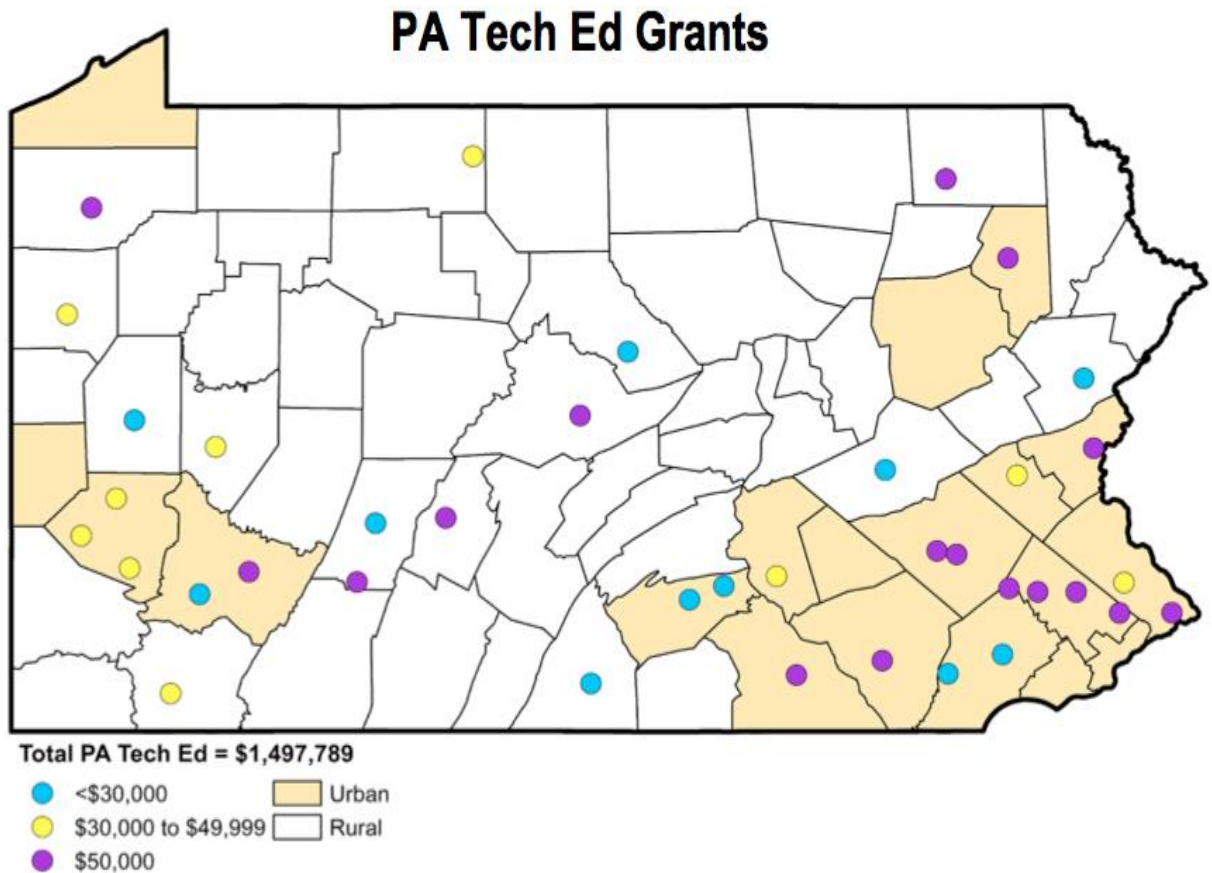 PA Tech Ed Grants
Total PA Tech Ed = $1,497,789
<$30,000
Urban
$30,000 to $49,999
Rural
$50,000